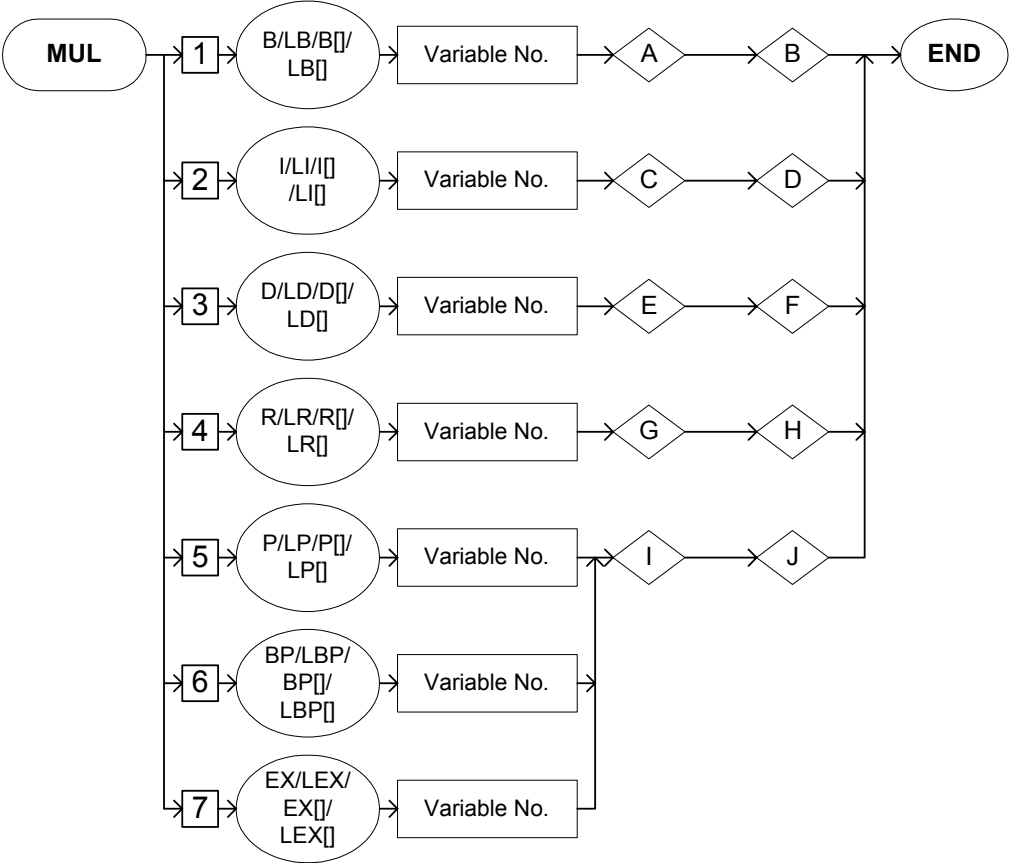 MUL
1
B/LB/B[]/
LB[]
Variable No.
A
B
END
2
I/LI/I[]
/LI[]
Variable No.
C
D
3
D/LD/D[]/
LD[]
Variable No.
E
F
4
R/LR/R[]/
LR[]
Variable No.
G
H
5
P/LP/P[]/
LP[]
Variable No.
I
J
6
BP/LBP/
BP[]/
LBP[]
Variable No.
7
EX/LEX/
EX[]/
LEX[]
Variable No.